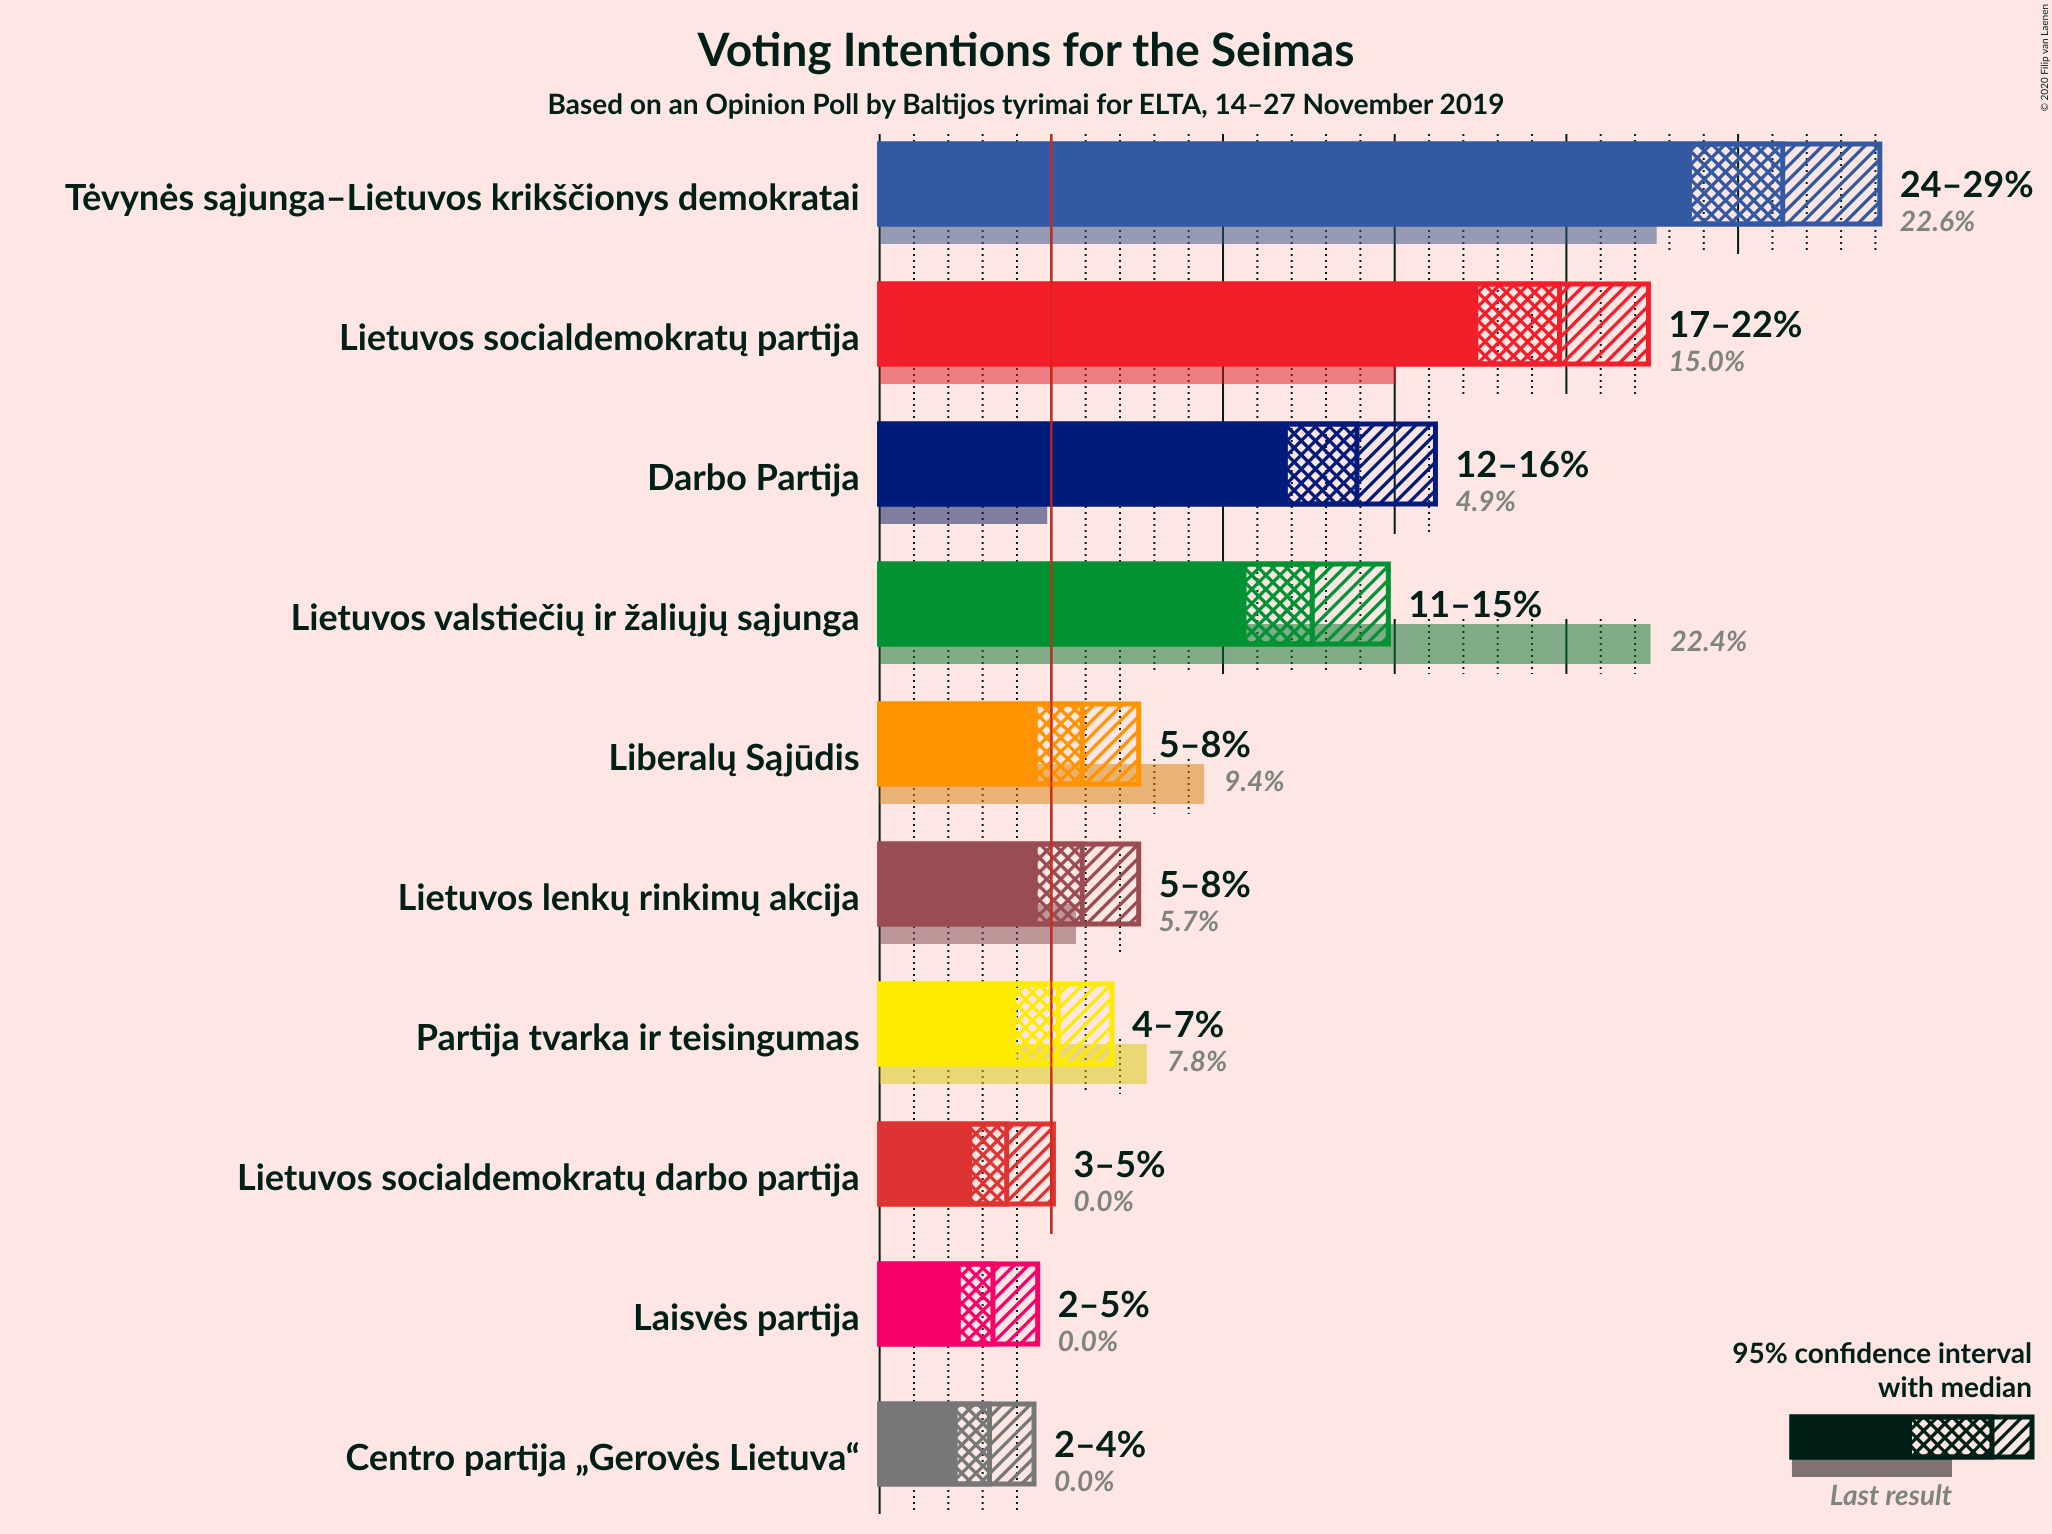 Voting Intentions for the Seimas
Based on an Opinion Poll by Baltijos tyrimai for ELTA, 14–27 November 2019
© 2020 Filip van Laenen
Tėvynės sąjunga–Lietuvos krikščionys demokratai
24–29%
22.6%
Lietuvos socialdemokratų partija
17–22%
15.0%
Darbo Partija
12–16%
4.9%
Lietuvos valstiečių ir žaliųjų sąjunga
11–15%
22.4%
Liberalų Sąjūdis
5–8%
9.4%
Lietuvos lenkų rinkimų akcija
5–8%
5.7%
Partija tvarka ir teisingumas
4–7%
7.8%
Lietuvos socialdemokratų darbo partija
3–5%
0.0%
Laisvės partija
2–5%
0.0%
Centro partija „Gerovės Lietuva“
2–4%
0.0%
95% confidence interval
with median
Last result